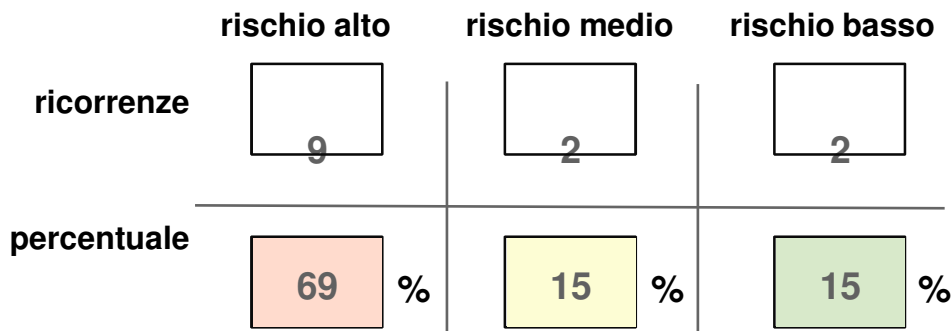 rischio alto rischio medio rischio basso
ricorrenze
9 2 2
percentuale
69 % 15 % 15 %